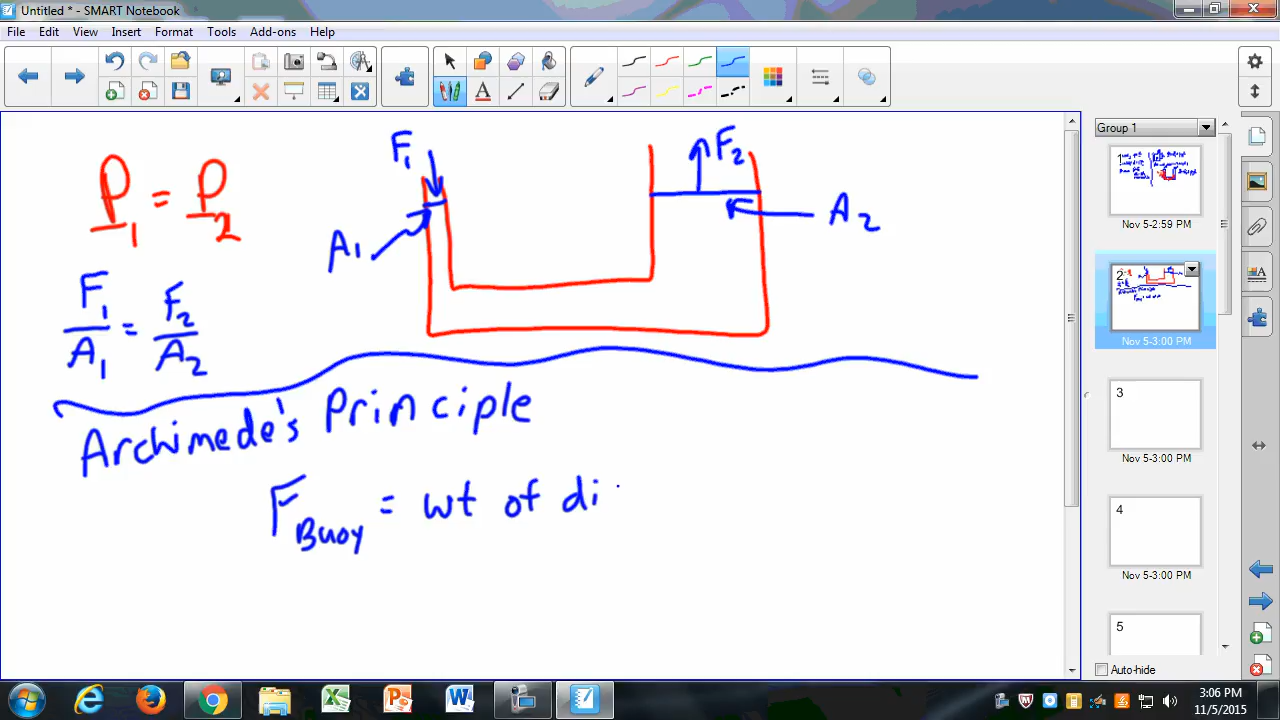 Untitled * - SMART Notebook
File Edit View Insert Format Tools Add-ons Help
P1 = P2
F1
A1
F2
A2
F1/A1 = F2/A2
Archimede's Principle
FBuoy = wt of di
Group 1
Nov 5-2:59 PM
2
Nov 5-3:00 PM
3
Nov 5-3:00 PM
4
Nov 5-3:00 PM
5
Auto-hide
3:06 PM
11/5/2015